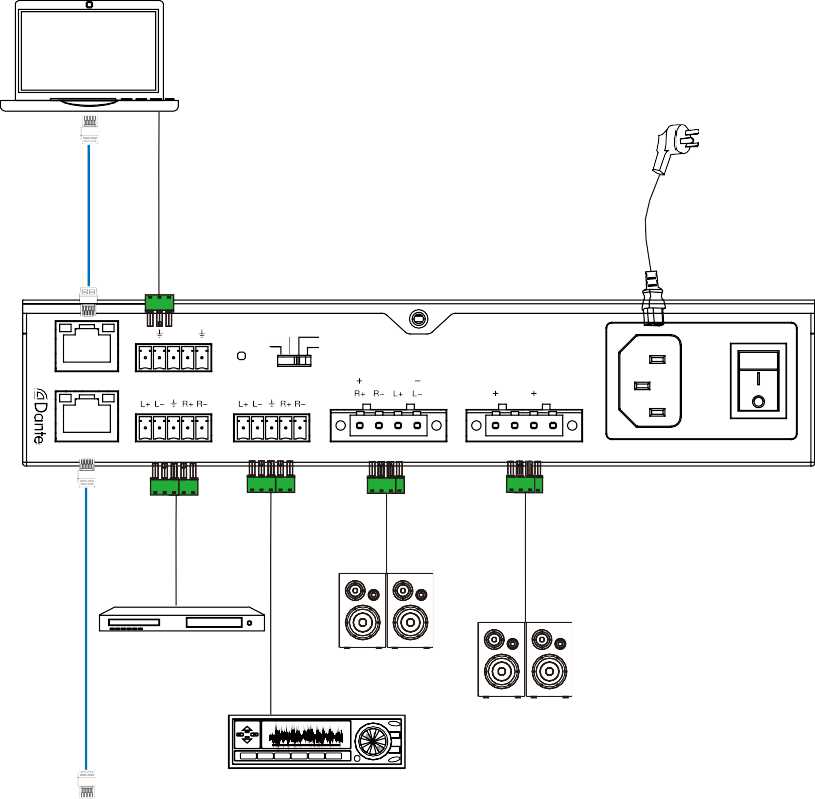 + −
R+ R− L+ L−
+ +
L+ L− R+ R−
L+ L− R+ R−
Dante